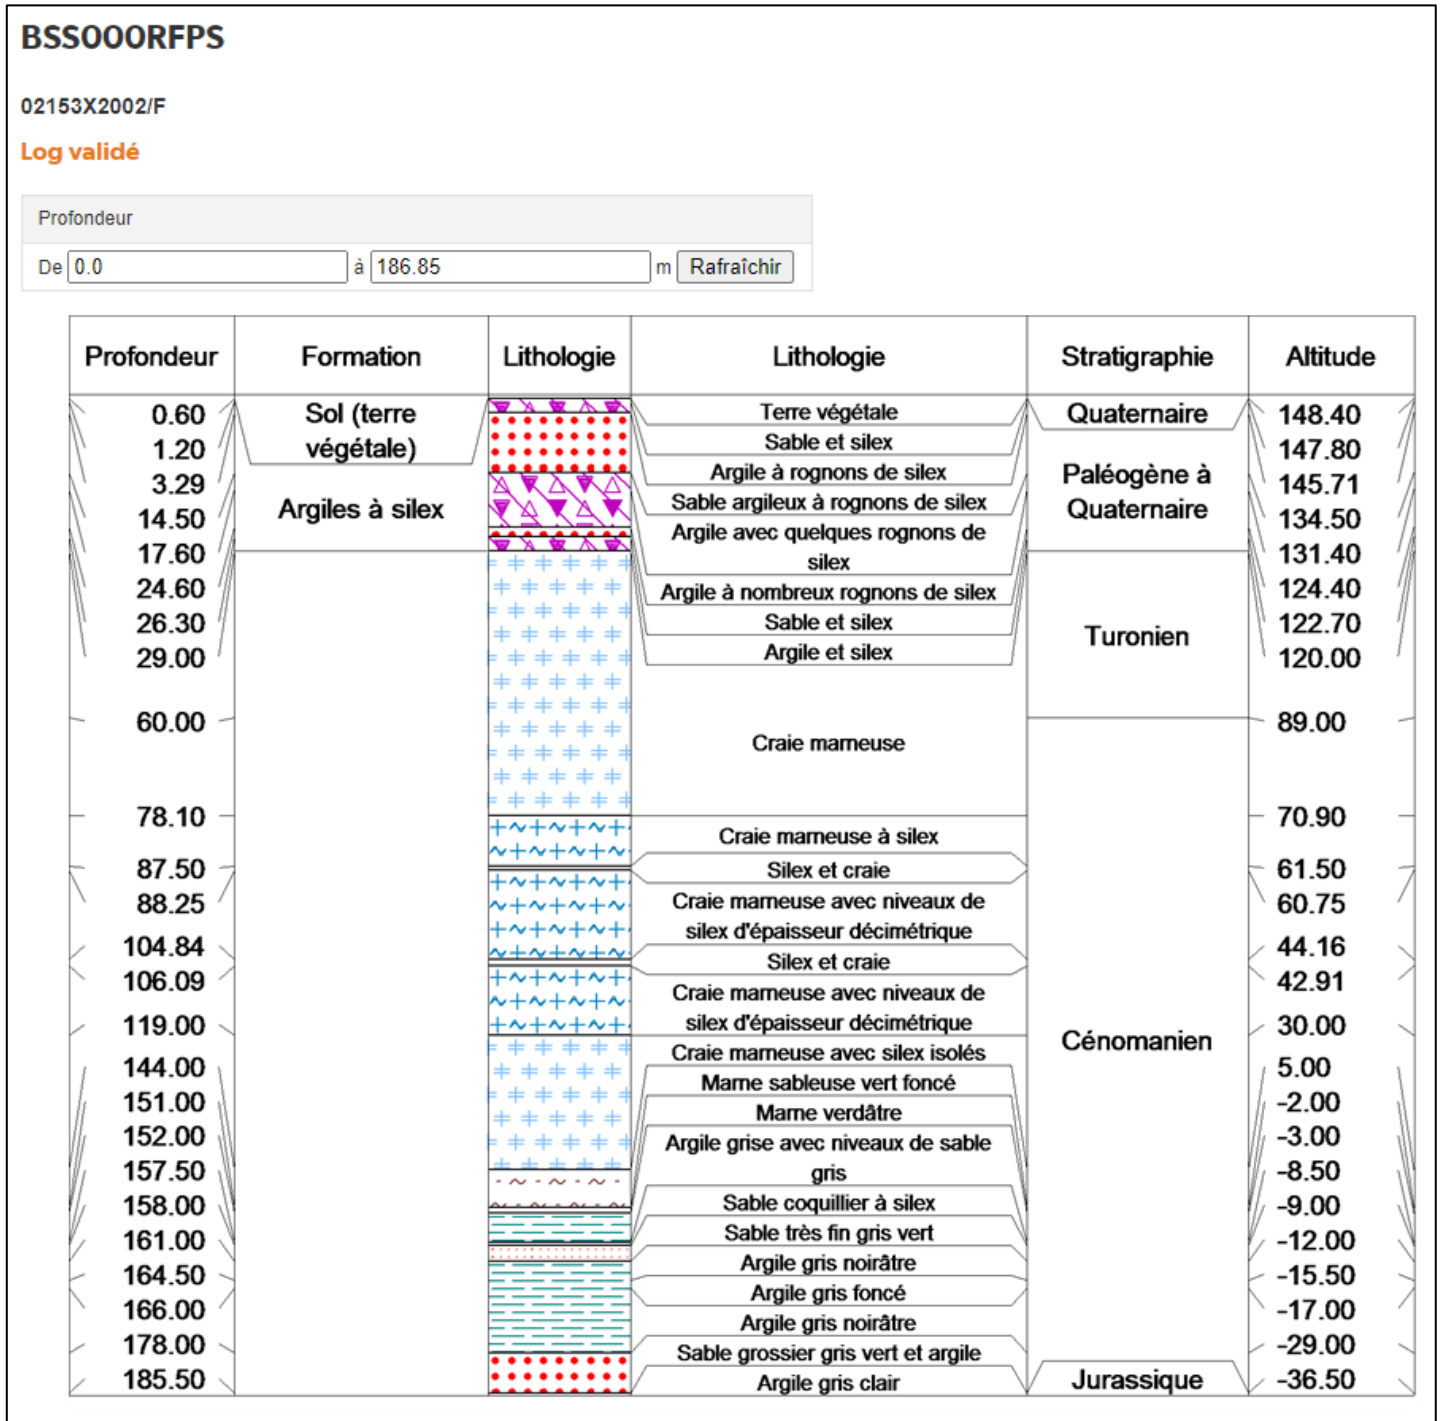 BSS000RFPS
02153X2002/F
Log validé
Profondeur
De 0.0 à 186.85 m Rafraîchir
Profondeur Formation Lithologie Lithologie Stratigraphie Altitude
0.60
1.20
3.29
14.50
17.60
24.60
26.30
29.00
60.00
78.10
87.50
88.25
104.84
106.09
119.00
144.00
151.00
152.00
157.50
158.00
161.00
164.50
166.00
178.00
185.50
Sol (terre
végétale)
Argiles à silex
Terre végétale
Sable et silex
Argile à rognons de silex
Sable argileux à rognons de silex
Argile avec quelques rognons de
silex
Argile à nombreux rognons de silex
Sable et silex
Argile et silex
Craie marneuse
Craie marneuse à silex
Silex et craie
Craie marneuse avec niveaux de
silex d'épaisseur décimétrique
Silex et craie
Craie marneuse avec niveaux de
silex d'épaisseur décimétrique
Craie marneuse avec silex isolés
Marne sableuse vert foncé
Marne verdâtre
Argile grise avec niveaux de sable
gris
Sable coquillier à silex
Sable très fin gris vert
Argile gris noirâtre
Argile gris foncé
Argile gris noirâtre
Sable grossier gris vert et argile
Argile gris clair
Quaternaire
Paléogène à
Quaternaire
Turonien
Cénomanien
Jurassique
148.40
147.80
145.71
134.50
131.40
124.40
122.70
120.00
89.00
70.90
61.50
60.75
44.16
42.91
30.00
5.00
-2.00
-3.00
-8.50
-9.00
-12.00
-15.50
-17.00
-29.00
-36.50